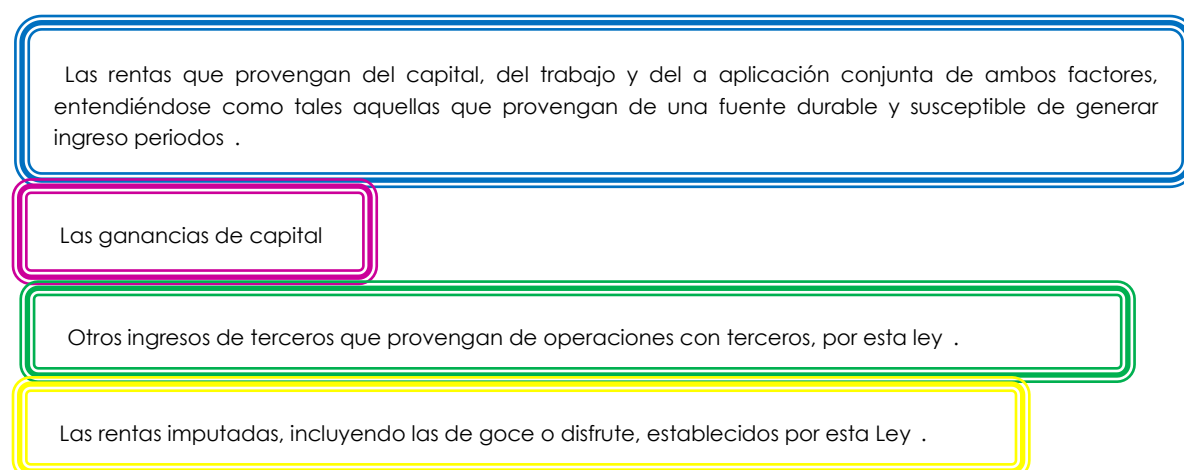 Las rentas que provengan del capital, del trabajo y del a aplicación conjunta de ambos factores,
entendiéndose como tales aquellas que provengan de una fuente durable y susceptible de generar
ingreso periodos .
Las ganancias de capital
Otros ingresos de terceros que provengan de operaciones con terceros, por esta ley .
Las rentas imputadas, incluyendo las de goce o disfrute, establecidos por esta Ley .